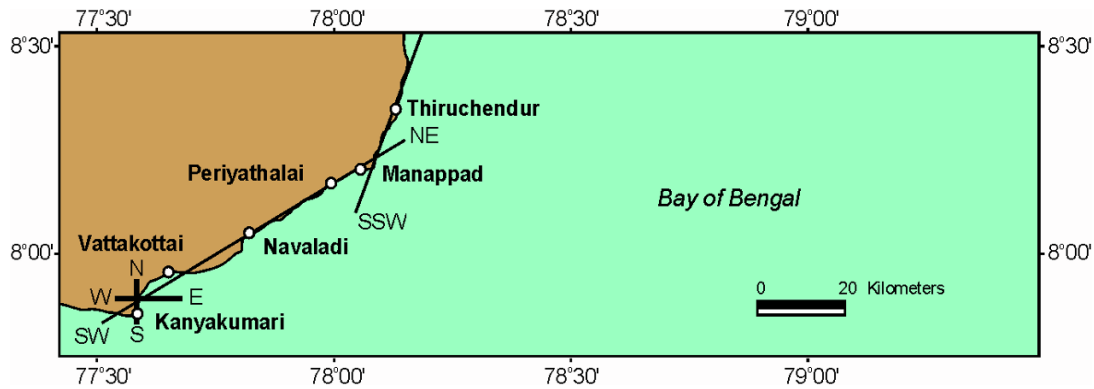 77°30' 78°00' 78°30' 79°00'
8°30' 8°30'
Thiruchendur
NE
Periyathalai Manappad
Bay of Bengal
SSW
Vattakottai Navaladi
8°00' 8°00'
N
W E
0 20 Kilometers
SW S Kanyakumari
77°30' 78°00' 78°30' 79°00'